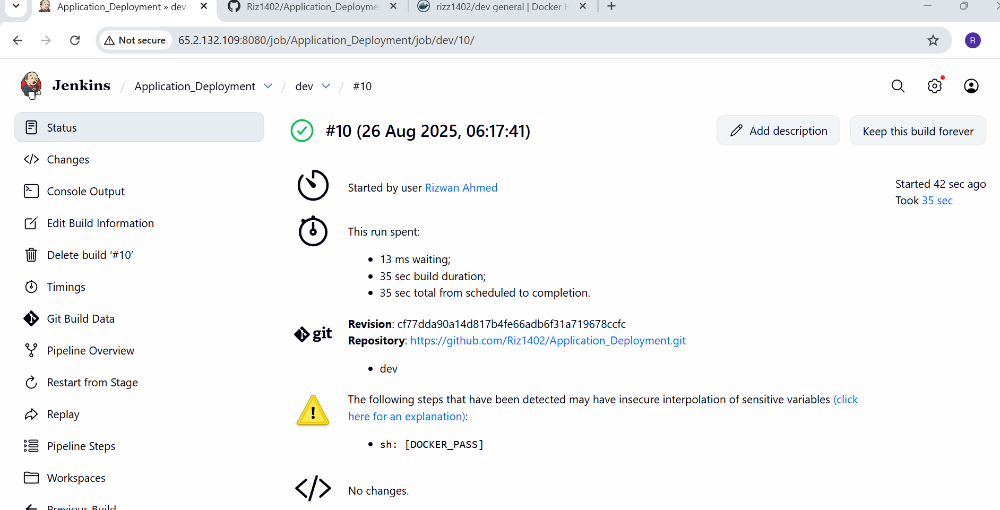 Application_Deployment » dev
Riz1402/Application_Deployme
rizz1402/dev general | Docker H
Not secure
65.2.132.109:8080/job/Application_Deployment/job/dev/10/
R
Jenkins / Application_Deployment / dev / #10
Status
Changes
Console Output
Edit Build Information
Delete build ‘#10’
Timings
Git Build Data
Pipeline Overview
Restart from Stage
Replay
Pipeline Steps
Workspaces
Previous Build
#10 (26 Aug 2025, 06:17:41)
Add description
Keep this build forever
Started by user Rizwan Ahmed
Started 42 sec ago
Took 35 sec
This run spent:
• 13 ms waiting;
• 35 sec build duration;
• 35 sec total from scheduled to completion.
git
Revision: cf77dda90a14d817b4fe66adb6f31a719678ccfc
Repository: https://github.com/Riz1402/Application_Deployment.git
• dev
The following steps that have been detected may have insecure interpolation of sensitive variables (click
here for an explanation):
• sh: [DOCKER_PASS]
No changes.